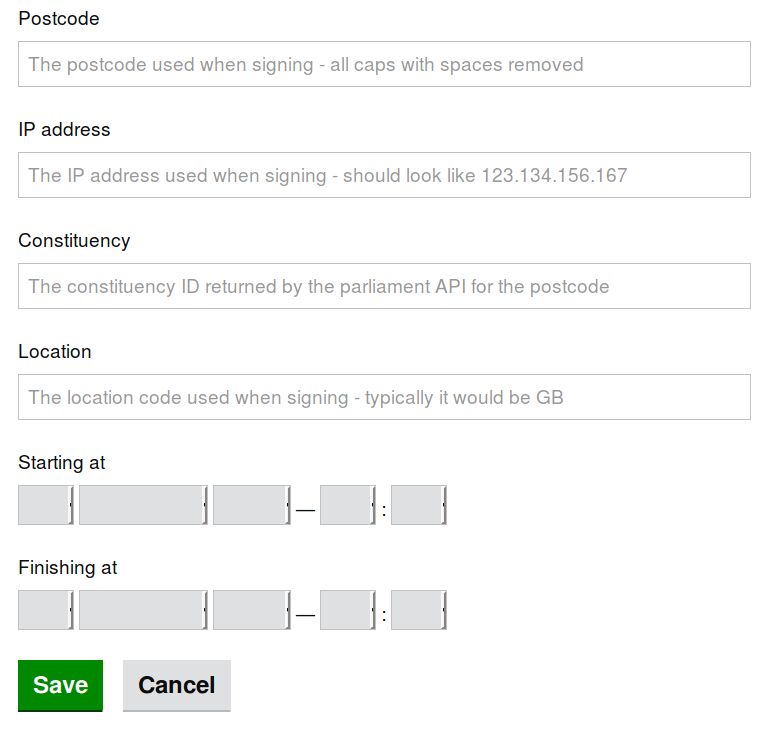 Postcode
The postcode used when signing - all caps with spaces removed
IP address
The IP address used when signing - should look like 123.134.156.167
Constituency
The constituency ID returned by the parliament API for the postcode
Location
The location code used when signing - typically it would be GB
Starting at
— :
Finishing at
— :
Save Cancel